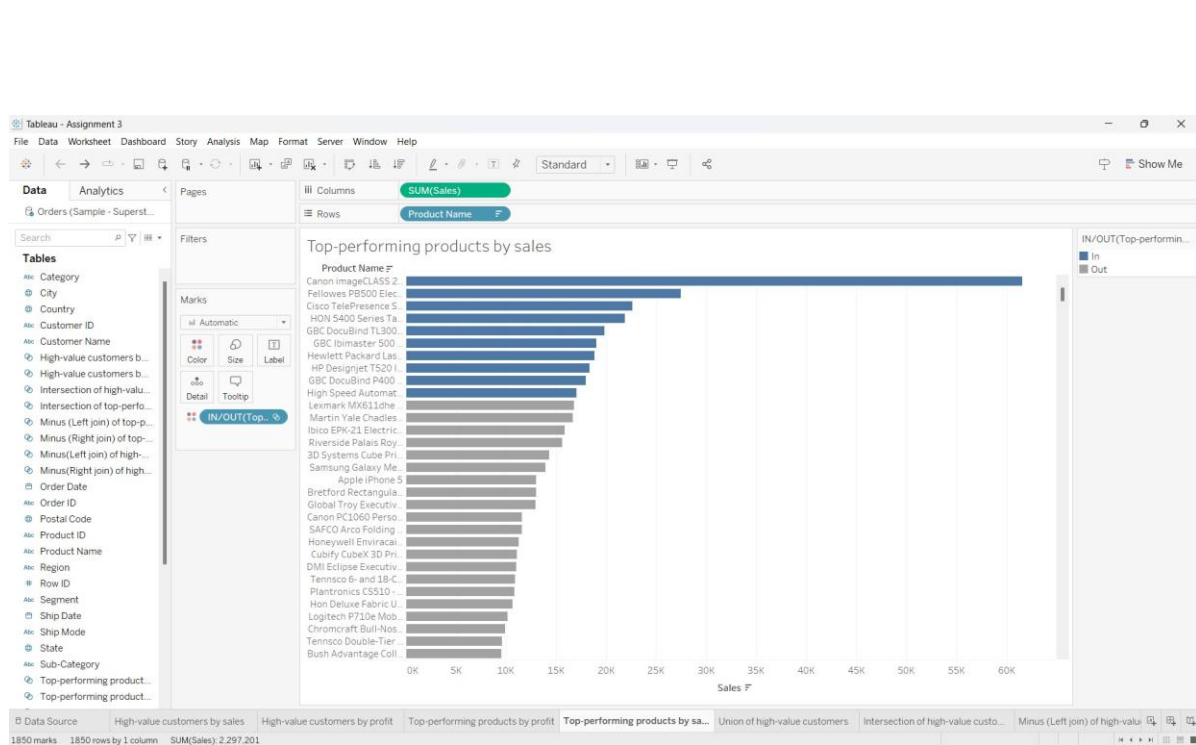 Tableau - Assignment 3
File Data Worksheet Dashboard Story Analysis Map Format Server Window Help
Standard
Show Me
Data
Analytics
Orders (Sample - Superst...
Search
Tables
Abc Category
City
Country
Abc Customer ID
Abc Customer Name
High-value customers b...
High-value customers b...
Intersection of high-valu...
Intersection of top-perfo...
Minus (Left join) of top-p...
Minus (Right join) of top-...
Minus(Left join) of high-...
Minus(Right join) of high...
Order Date
Abc Order ID
Postal Code
Abc Product ID
Abc Product Name
Abc Region
# Row ID
Abc Segment
Ship Date
Abc Ship Mode
State
Abc Sub-Category
Top-performing product...
Top-performing product...
Pages
Filters
Marks
Automatic
Color Size Label
Detail Tooltip
IN/OUT(Top..
Columns
SUM(Sales)
Rows
Product Name
Top-performing products by sales
Product Name
Canon imageCLASS 2..
Fellowes PB500 Elec..
Cisco TelePresence S..
HON 5400 Series Ta..
GBC DocuBind TL300..
GBC Ibimaster 500 ..
Hewlett Packard Las..
HP Designjet T520 I..
GBC DocuBind P400 ..
High Speed Automat..
Lexmark MX611dhe ..
Martin Yale Chadles..
Ibico EPK-21 Electric..
Riverside Palais Roy..
3D Systems Cube Pri..
Samsung Galaxy Me..
Apple iPhone 5
Bretford Rectangula..
Global Troy Executiv..
Canon PC1060 Perso..
SAFCO Arco Folding ..
Honeywell Enviracai..
Cubify CubeX 3D Pri..
DMI Eclipse Executiv..
Tennsco 6- and 18-C..
Plantronics CS510 -..
Hon Deluxe Fabric U..
Logitech P710e Mob..
Chromcraft Bull-Nos..
Tennsco Double-Tier ..
Bush Advantage Coll..
0K 5K 10K 15K 20K 25K 30K 35K 40K 45K 50K 55K 60K
Sales
IN/OUT(Top-performin...
In
Out
Data Source
High-value customers by sales
High-value customers by profit
Top-performing products by profit
Top-performing products by sa...
Union of high-value customers
Intersection of high-value custo...
Minus (Left join) of high-valu
1850 marks 1850 rows by 1 column SUM(Sales): 2,297,201